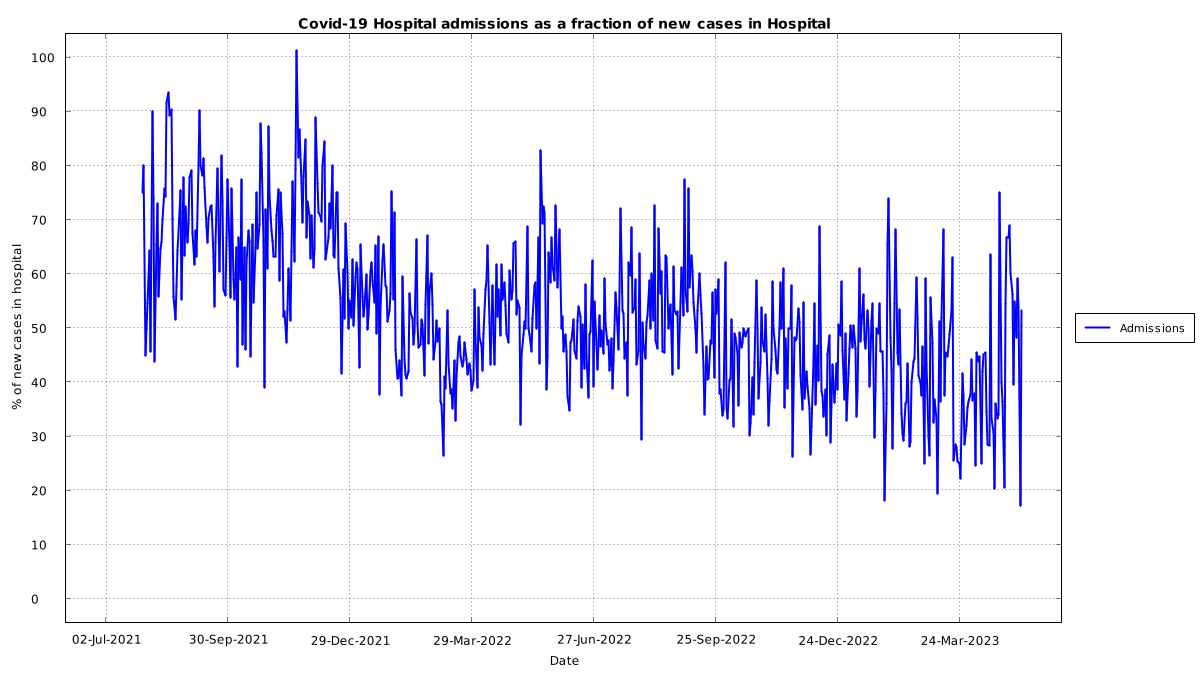 Covid-19 Hospital admissions as a fraction of new cases in Hospital
100
90
80
70
60
50
40
30
20
10
0
% of new cases in hospital
02-Jul-2021
30-Sep-2021
29-Dec-2021
29-Mar-2022
27-Jun-2022
25-Sep-2022
24-Dec-2022
24-Mar-2023
Date
Admissions